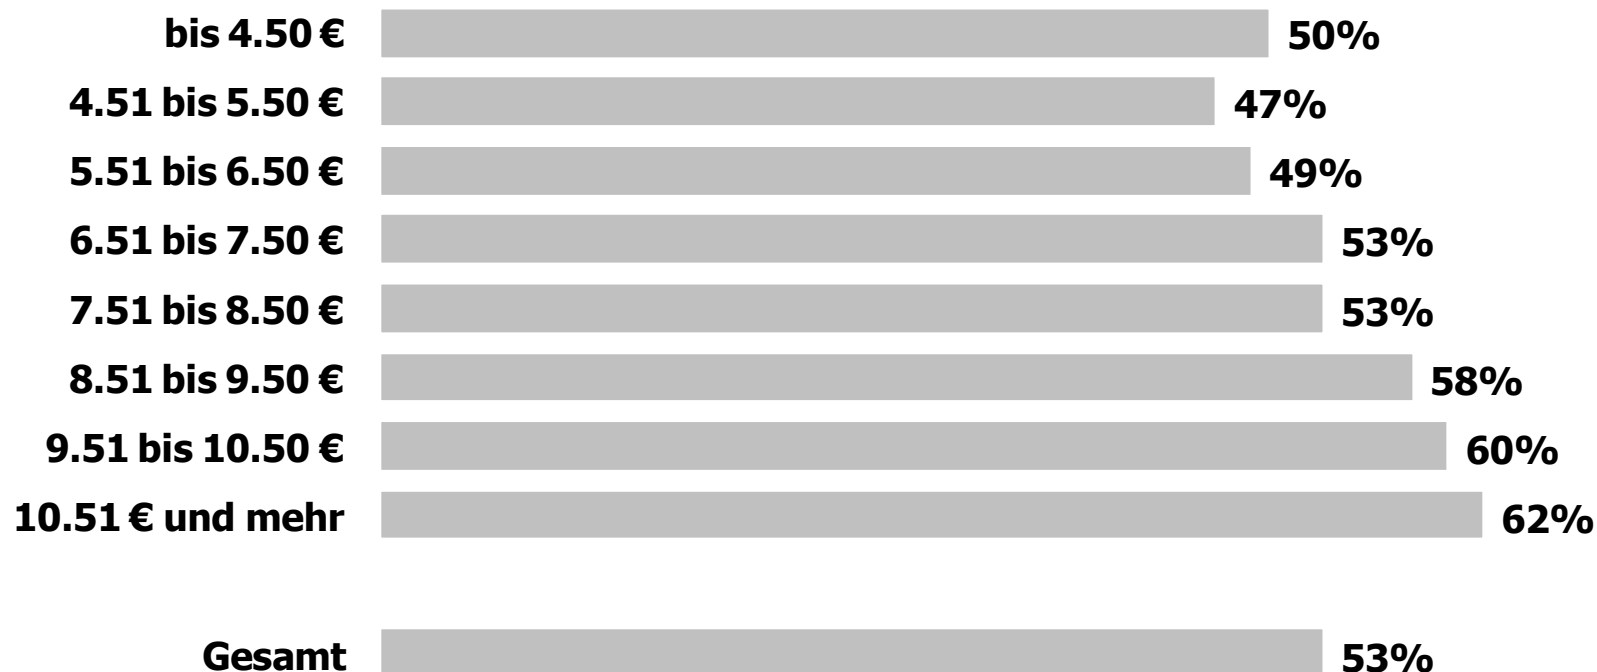 bis 4.50 € 50%
4.51 bis 5.50 € 47%
5.51 bis 6.50 € 49%
6.51 bis 7.50 € 53%
7.51 bis 8.50 € 53%
8.51 bis 9.50 € 58%
9.51 bis 10.50 € 60%
10.51 € und mehr 62%
Gesamt 53%